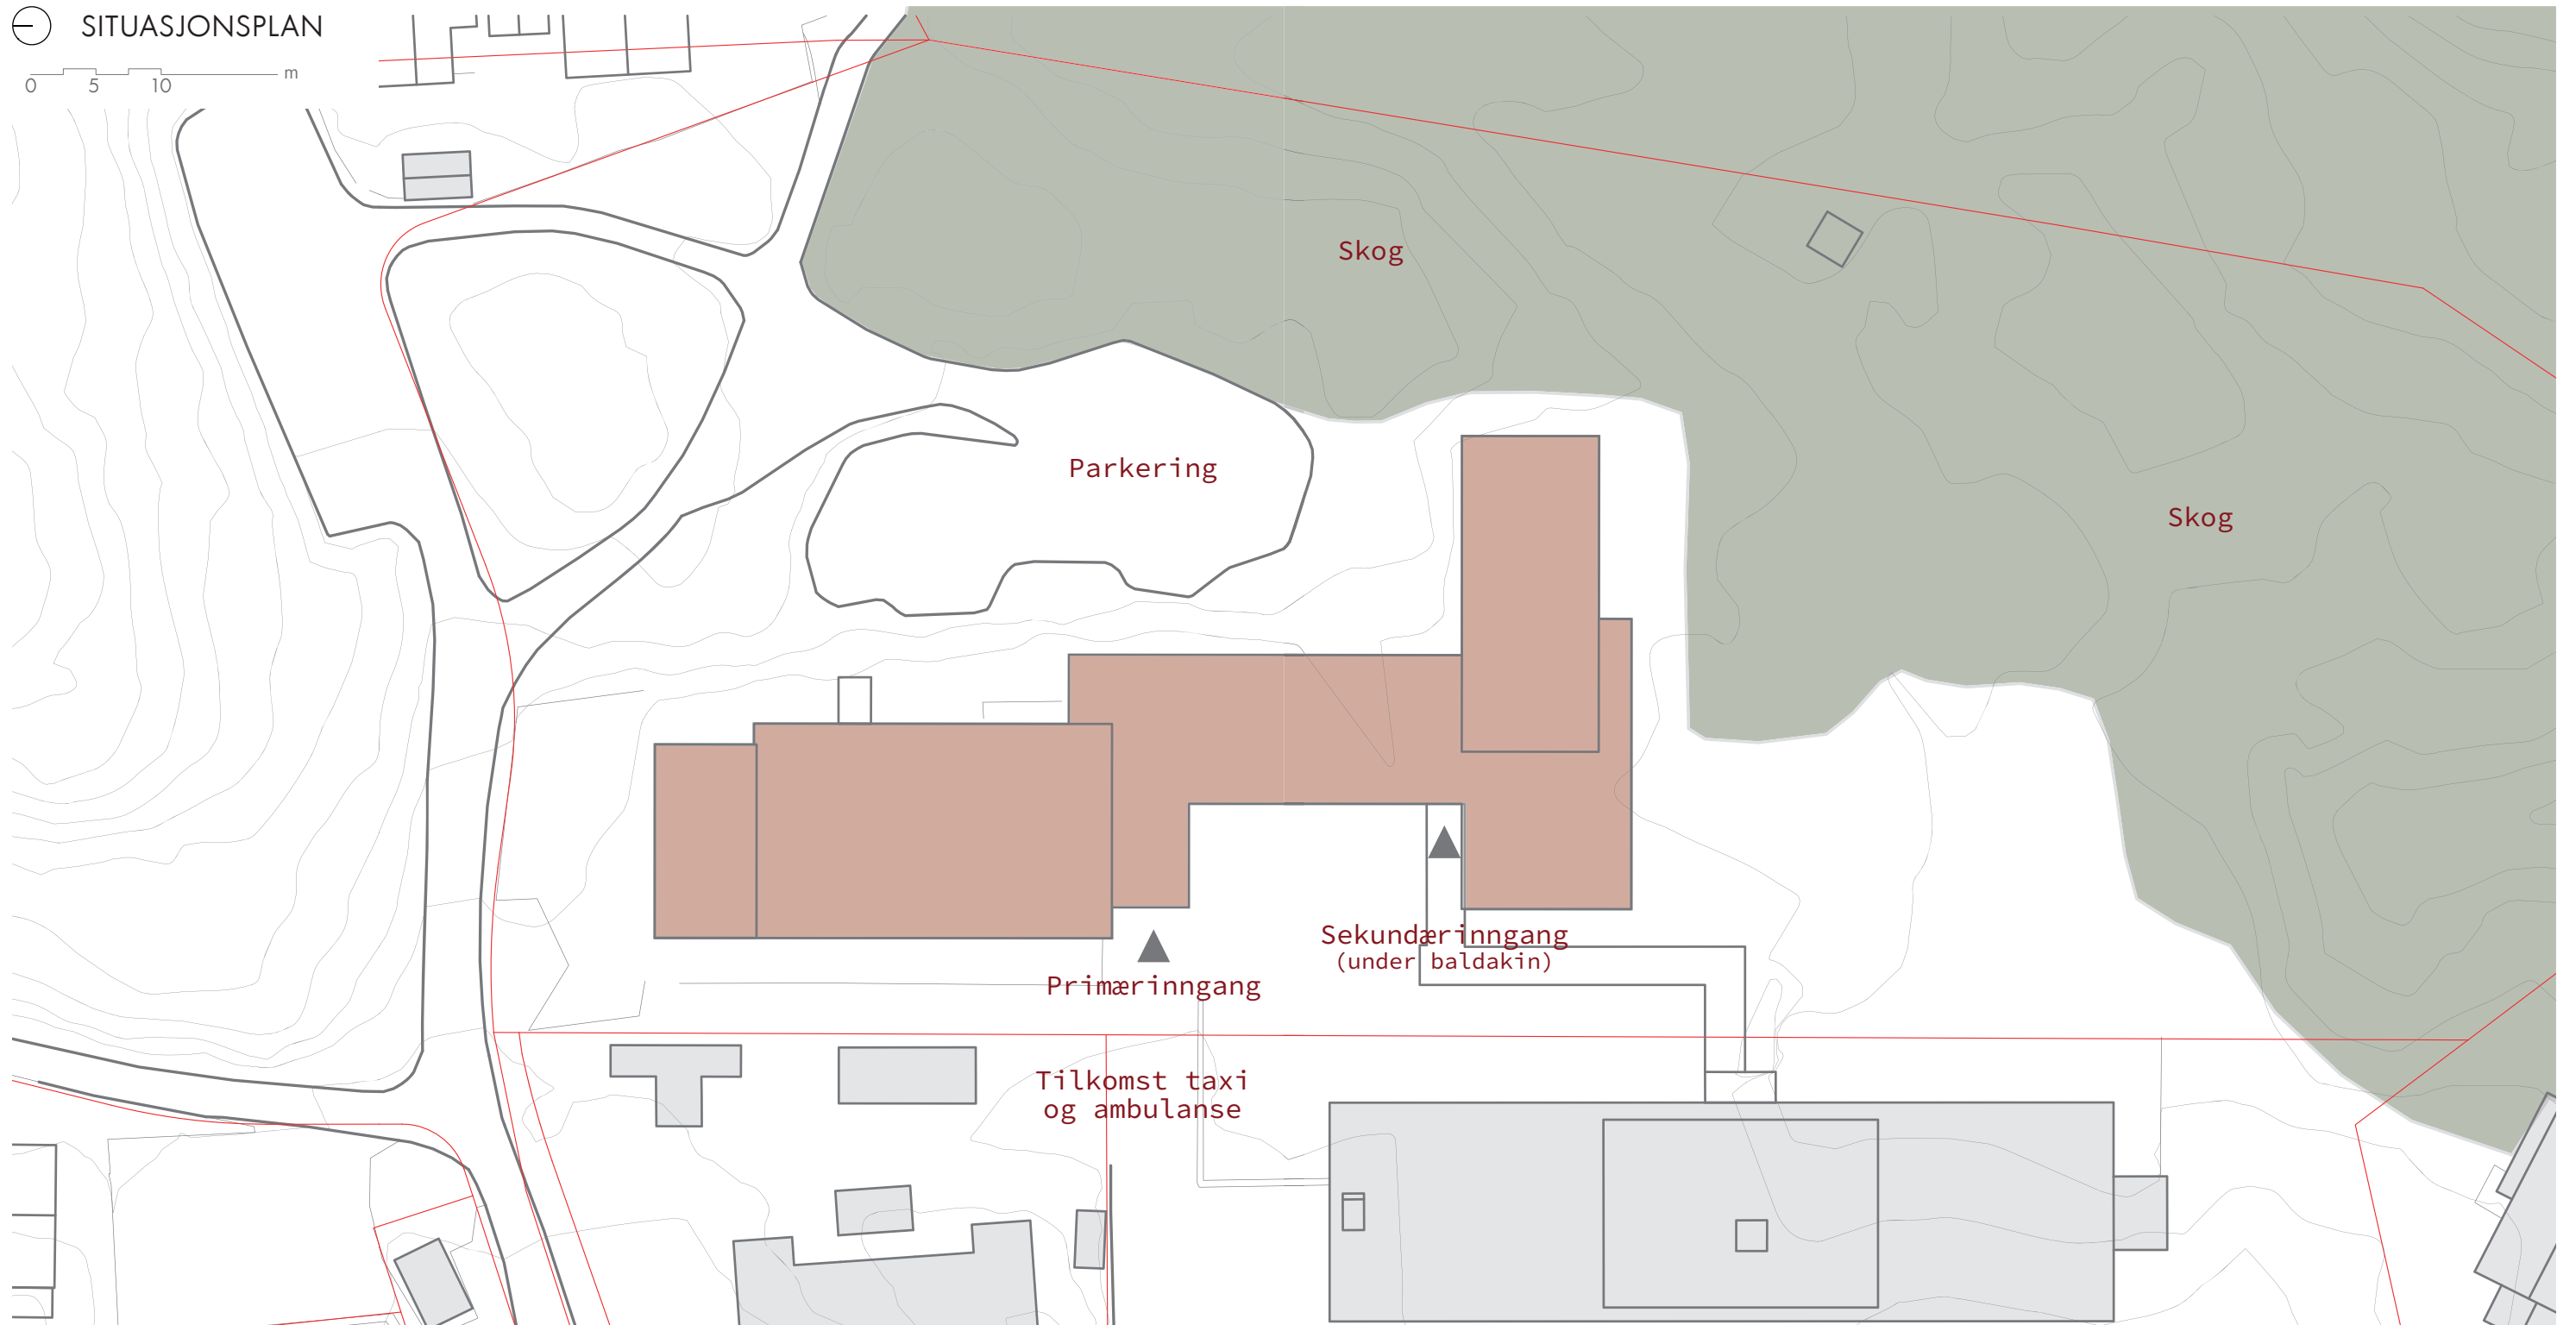 SITUASJONSPLAN
m
0 5 10
Skog
Parkering
Skog
Sekundærinngang
(under baldakin)
Primærinngang
Tilkomst taxi
og ambulanse